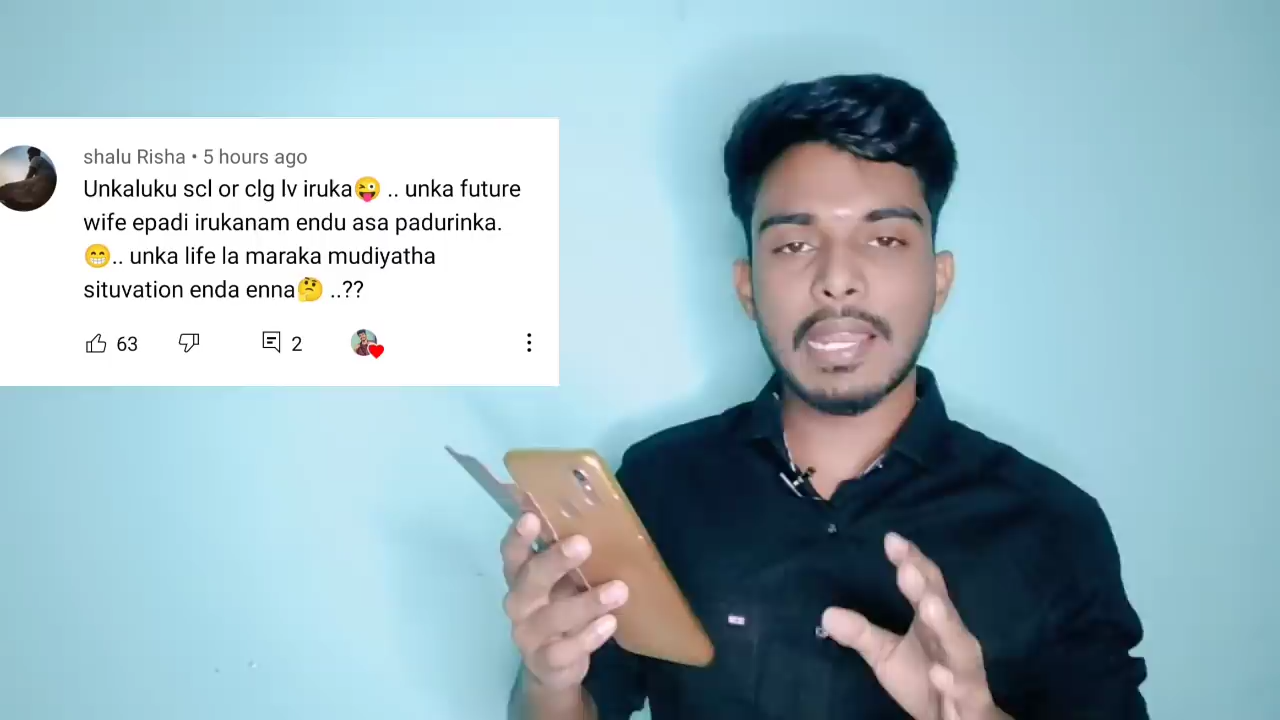 shalu Risha • 5 hours ago
Unkaluku scl or clg lv iruka😜 .. unka future
wife epadi irukanam endu asa padurinka.
😁.. unka life la maraka mudiyatha
situvation enda enna🤔 ..??
63 2